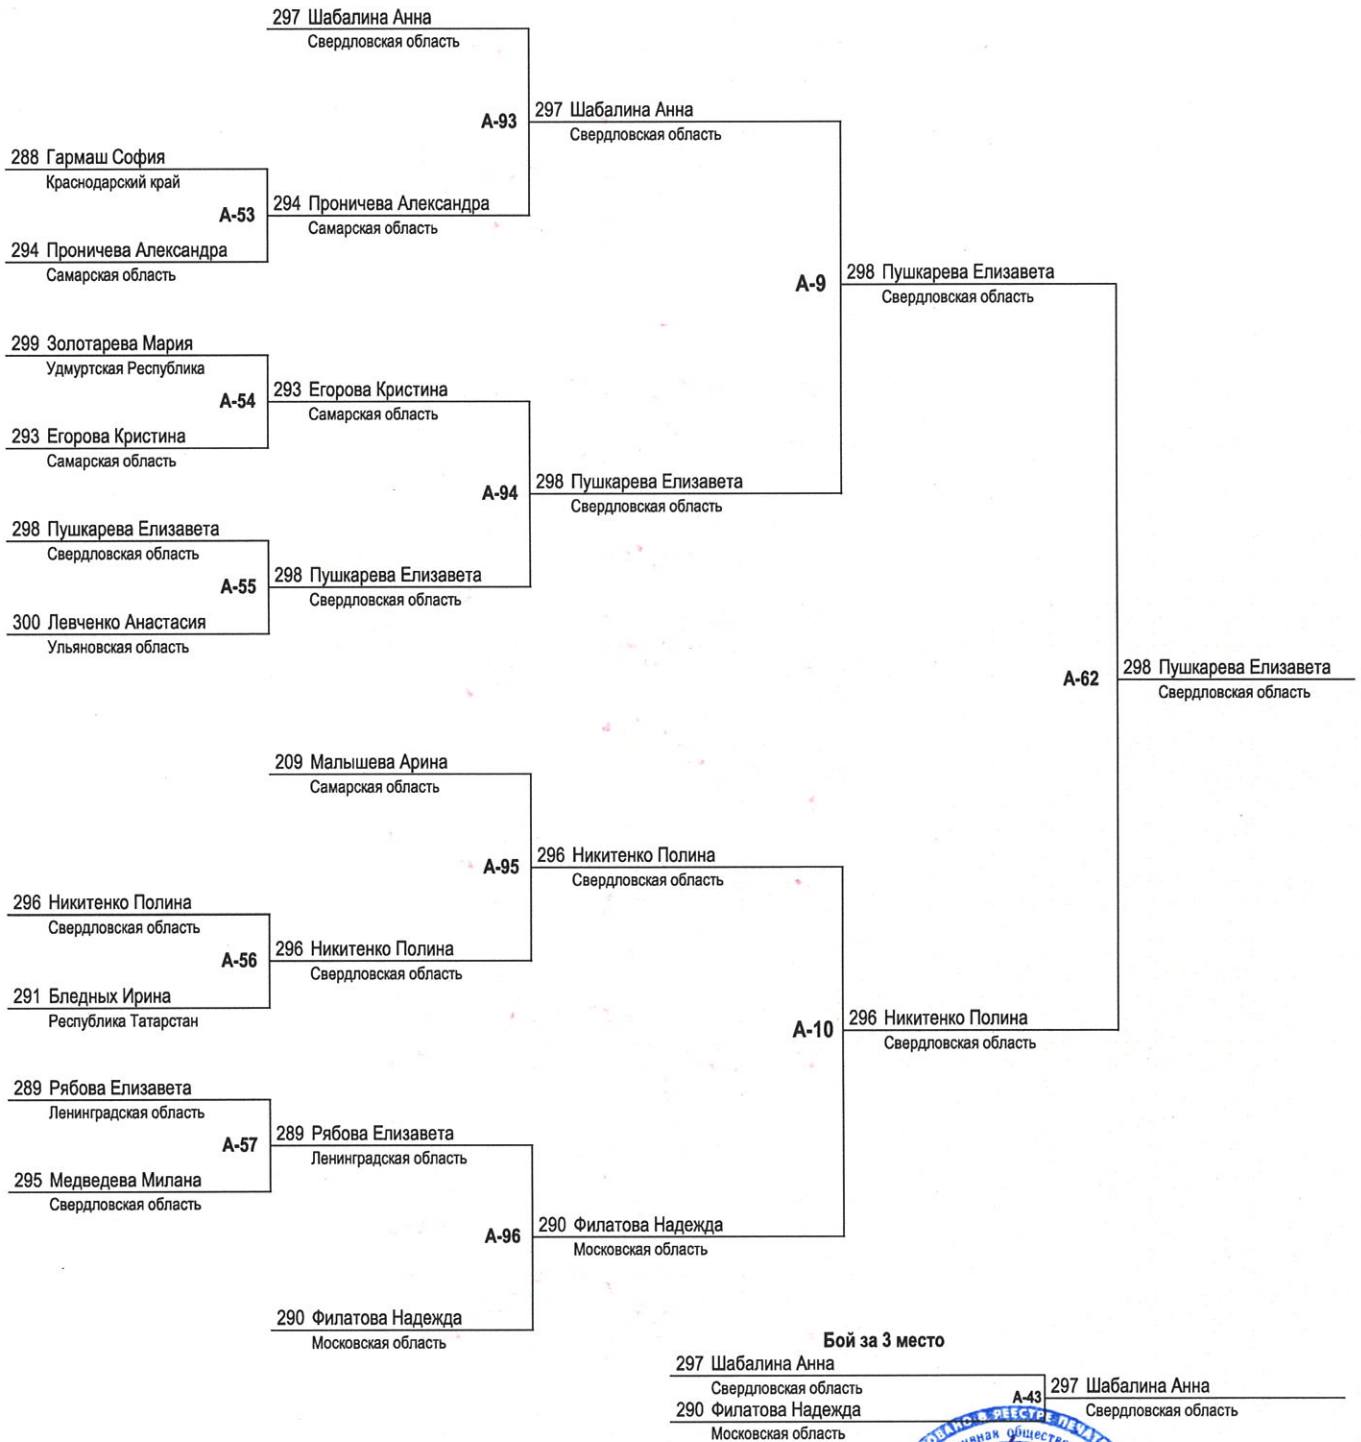 297 Шабалина Анна
Свердловская область
А-93
297 Шабалина Анна
Свердловская область
288 Гармаш София
Краснодарский край
А-53
294 Проничева Александра
Самарская область
294 Проничева Александра
Самарская область
А-9
298 Пушкарева Елизавета
Свердловская область
299 Золотарева Мария
Удмуртская Республика
А-54
293 Егорова Кристина
Самарская область
293 Егорова Кристина
Самарская область
А-94
298 Пушкарева Елизавета
Свердловская область
298 Пушкарева Елизавета
Свердловская область
А-55
298 Пушкарева Елизавета
Свердловская область
300 Левченко Анастасия
Ульяновская область
А-62
298 Пушкарева Елизавета
Свердловская область
209 Малышева Арина
Самарская область
А-95
296 Никитенко Полина
Свердловская область
296 Никитенко Полина
Свердловская область
А-56
296 Никитенко Полина
Свердловская область
291 Бледных Ирина
Республика Татарстан
А-10
296 Никитенко Полина
Свердловская область
289 Рябова Елизавета
Ленинградская область
А-57
289 Рябова Елизавета
Ленинградская область
295 Медведева Милана
Свердловская область
А-96
290 Филатова Надежда
Московская область
290 Филатова Надежда
Московская область
Бой за 3 место
297 Шабалина Анна
Свердловская область
А-43
297 Шабалина Анна
Свердловская область
290 Филатова Надежда
Московская область
В РЕЕСТРЕ